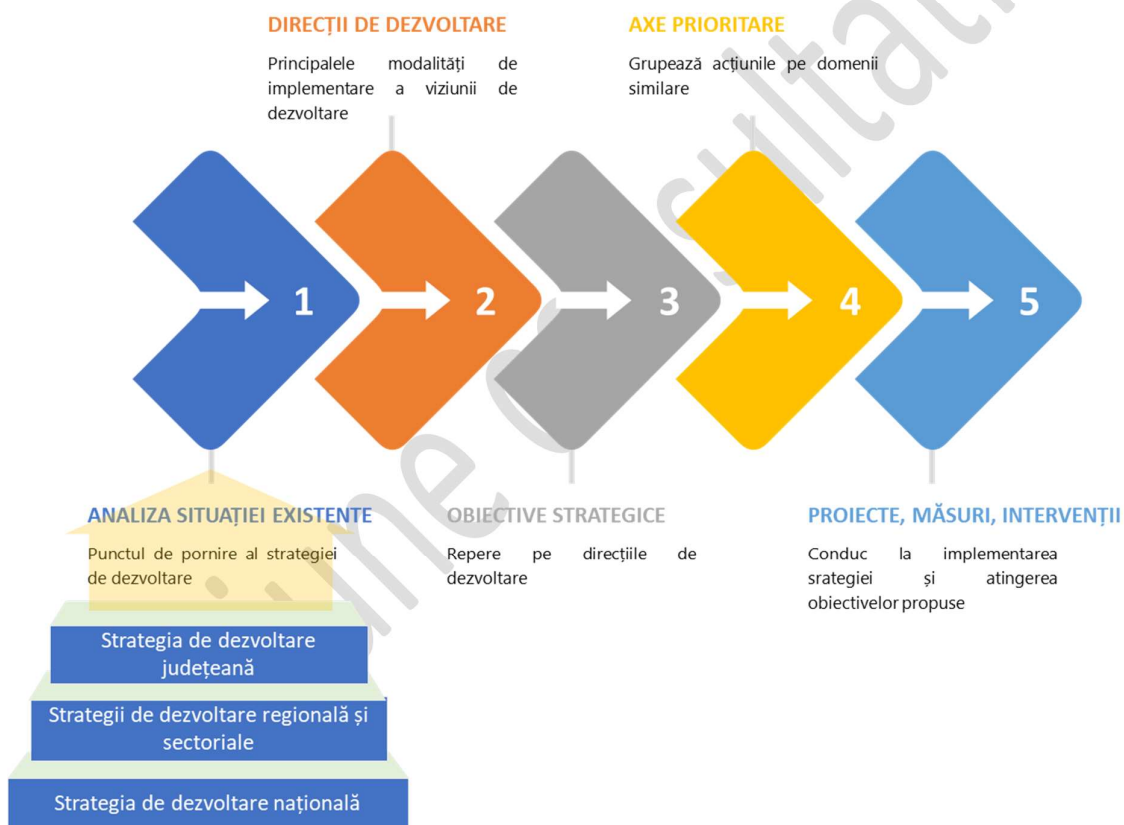 DIRECȚII DE DEZVOLTARE
Principalele modalități de
implementare a viziunii de
dezvoltare
AXE PRIORITARE
Grupează acțiunile pe domenii
similare
1
2
3
4
5
ANALIZA SITUAȚIEI EXISTENTE
Punctul de pornire al strategiei
de dezvoltare
OBIECTIVE STRATEGICE
Repere pe direcțiile de
dezvoltare
PROIECTE, MĂSURI, INTERVENȚII
Conduc la implementarea
srategiei și atingerea
obiectivelor propuse
Strategia de dezvoltare
județeană
Strategii de dezvoltare regională și
sectoriale
Strategia de dezvoltare națională